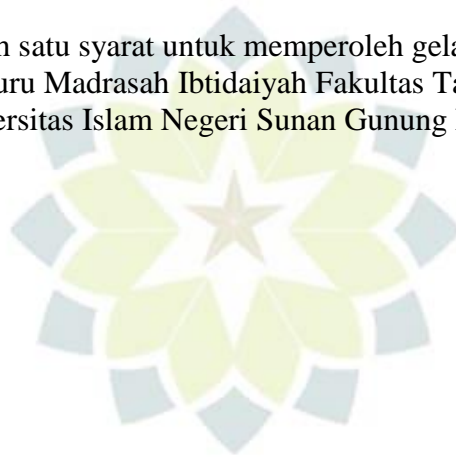 satu syarat untuk memperoleh
Madrasah Ibtidaiyah Fakultas
Islam Negeri Sunan Gunung